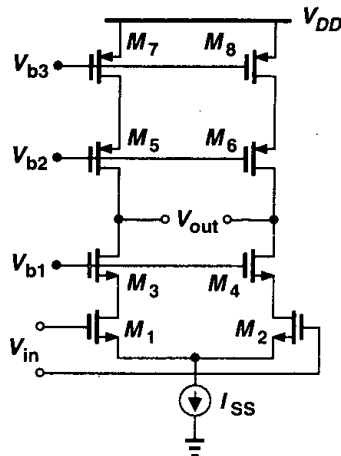 V_DD
M_7
M_8
V_b3
M_5
M_6
V_b2
V_out
V_b1
M_3
M_4
M_1
M_2
V_in
I_SS